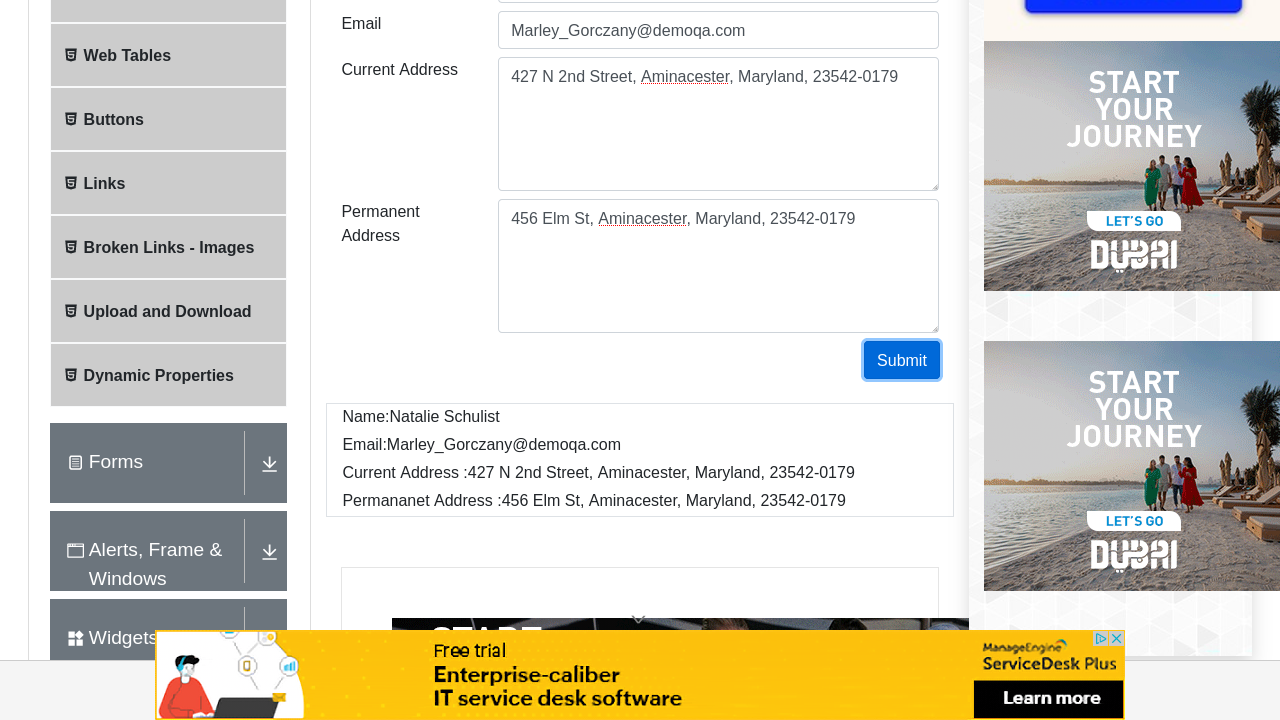 Email
Marley_Gorczany@demoqa.com
Current Address
427 N 2nd Street, Aminacester, Maryland, 23542-0179
Permanent
Address
456 Elm St, Aminacester, Maryland, 23542-0179
Submit
Name:Natalie Schulist
Email:Marley_Gorczany@demoqa.com
Current Address :427 N 2nd Street, Aminacester, Maryland, 23542-0179
Permananet Address :456 Elm St, Aminacester, Maryland, 23542-0179
Web Tables
Buttons
Links
Broken Links - Images
Upload and Download
Dynamic Properties
Forms
Alerts, Frame &
Windows
Widgets
START
YOUR
JOURNEY
LET'S GO
DUBAI
START
YOUR
JOURNEY
LET'S GO
DUBAI
START
Free trial
Enterprise-caliber
IT service desk software
ManageEngine
ServiceDesk Plus
Learn more